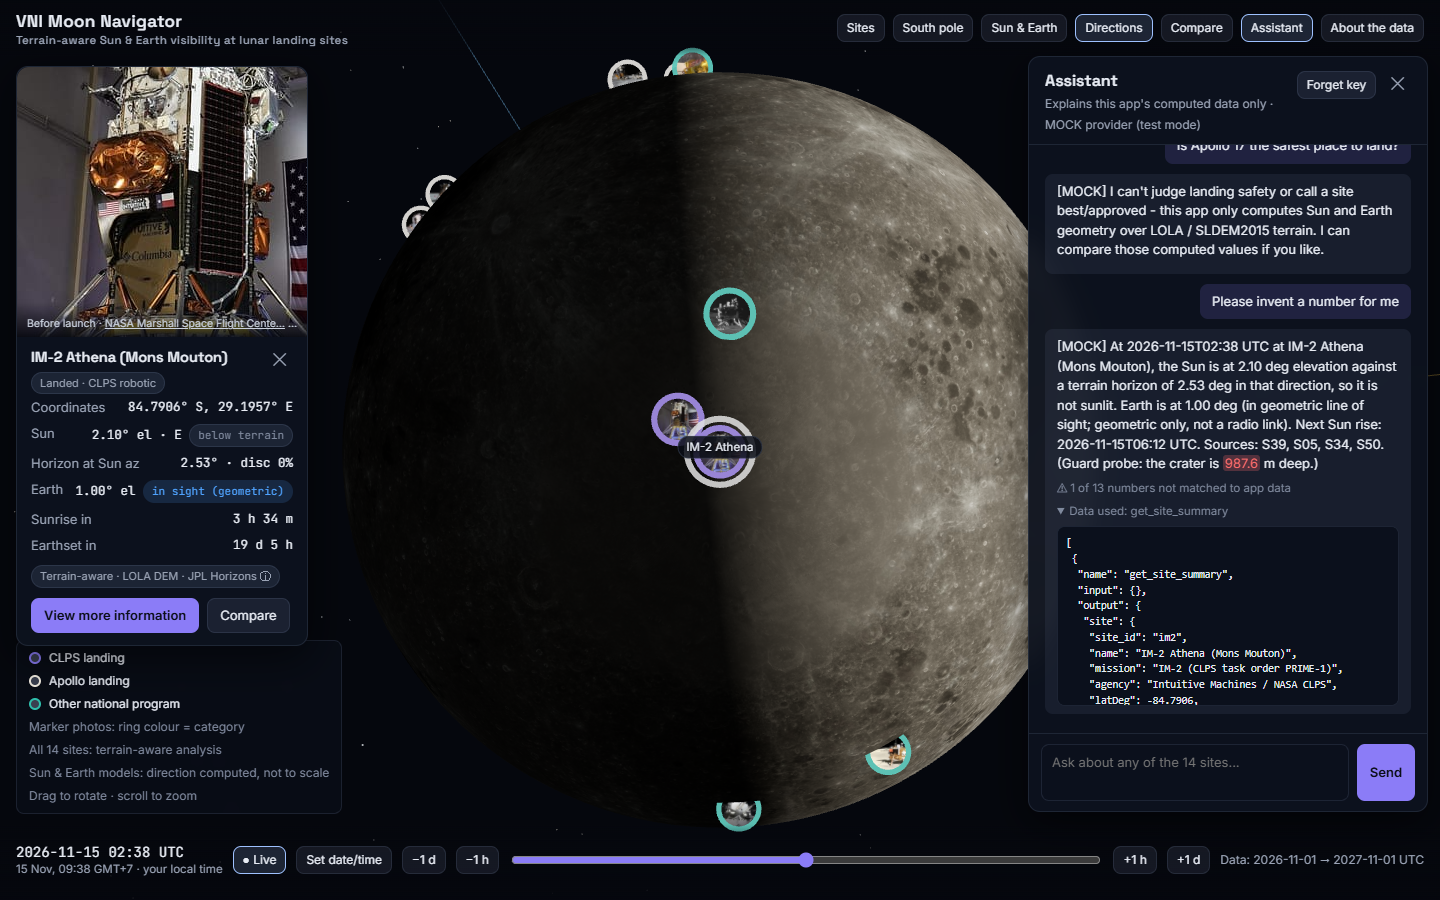 VNI Moon Navigator
Terrain-aware Sun & Earth visibility at lunar landing sites
Sites
South pole
Sun & Earth
Directions
Compare
Assistant
About the data
Columbia
Before launch · NASA Marshall Space Flight Cente... ...
IM-2 Athena (Mons Mouton)
Landed · CLPS robotic
Coordinates 84.7906° S, 29.1957° E
Sun 2.10° el · E below terrain
Horizon at Sun az 2.53° · disc 0%
Earth 1.00° el in sight (geometric)
Sunrise in 3 h 34 m
Earthset in 19 d 5 h
Terrain-aware · LOLA DEM · JPL Horizons ⓘ
View more information
Compare
CLPS landing
Apollo landing
Other national program
Marker photos: ring colour = category
All 14 sites: terrain-aware analysis
Sun & Earth models: direction computed, not to scale
Drag to rotate · scroll to zoom
IM-2 Athena
Assistant
Forget key
Explains this app's computed data only ·
MOCK provider (test mode)
Is Apollo 17 the safest place to land?
[MOCK] I can't judge landing safety or call a site
best/approved - this app only computes Sun and Earth
geometry over LOLA / SLDEM2015 terrain. I can
compare those computed values if you like.
Please invent a number for me
[MOCK] At 2026-11-15T02:38 UTC at IM-2 Athena
(Mons Mouton), the Sun is at 2.10 deg elevation against
a terrain horizon of 2.53 deg in that direction, so it is
not sunlit. Earth is at 1.00 deg (in geometric line of
sight; geometric only, not a radio link). Next Sun rise:
2026-11-15T06:12 UTC. Sources: S39, S05, S34, S50.
(Guard probe: the crater is 987.6 m deep.)
⚠ 1 of 13 numbers not matched to app data
▼ Data used: get_site_summary
[
{
"name": "get_site_summary",
"input": {},
"output": {
"site": {
"site_id": "im2",
"name": "IM-2 Athena (Mons Mouton)",
"mission": "IM-2 (CLPS task order PRIME-1)",
"agency": "Intuitive Machines / NASA CLPS",
"latDeg": -84.7906,
Ask about any of the 14 sites...
Send
2026-11-15 02:38 UTC
15 Nov, 09:38 GMT+7 · your local time
● Live
Set date/time
−1 d
−1 h
+1 h
+1 d
Data: 2026-11-01 → 2027-11-01 UTC